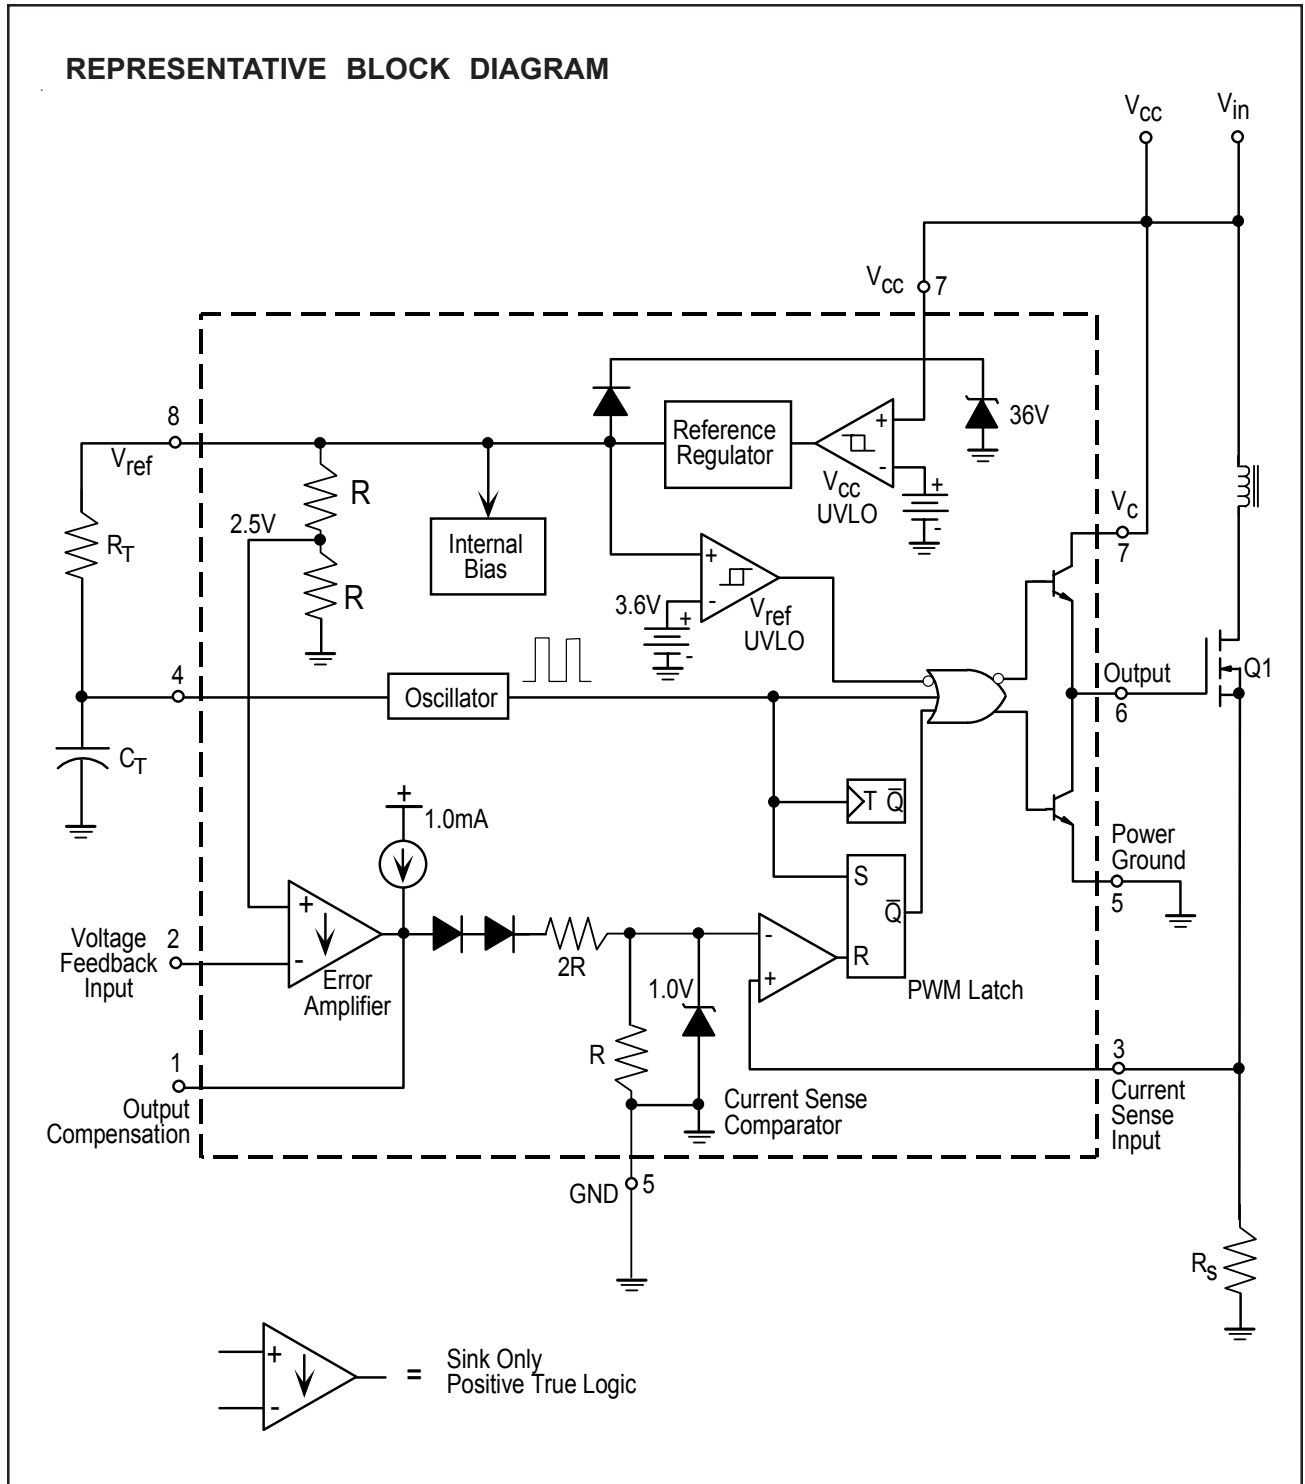 REPRESENTATIVE BLOCK DIAGRAM
Vcc
Vin
Vcc
7
36V
8
Vref
Reference
Regulator
+
-
Vcc
UVLO
+
-
R
2.5V
R
RT
Internal
Bias
Vc
7
+
-
3.6V
+
-
Vref
UVLO
4
Oscillator
Output
6
Q1
CT
+
1.0mA
T Q̅
Power
Ground
5
S
Q̅
R
PWM Latch
Voltage
Feedback
Input
2
+
-
Error
Amplifier
2R
-
+
1.0V
R
1
Output
Compensation
Current Sense
Comparator
3
Current
Sense
Input
GND
5
Rs
+
-
=
Sink Only
Positive True Logic